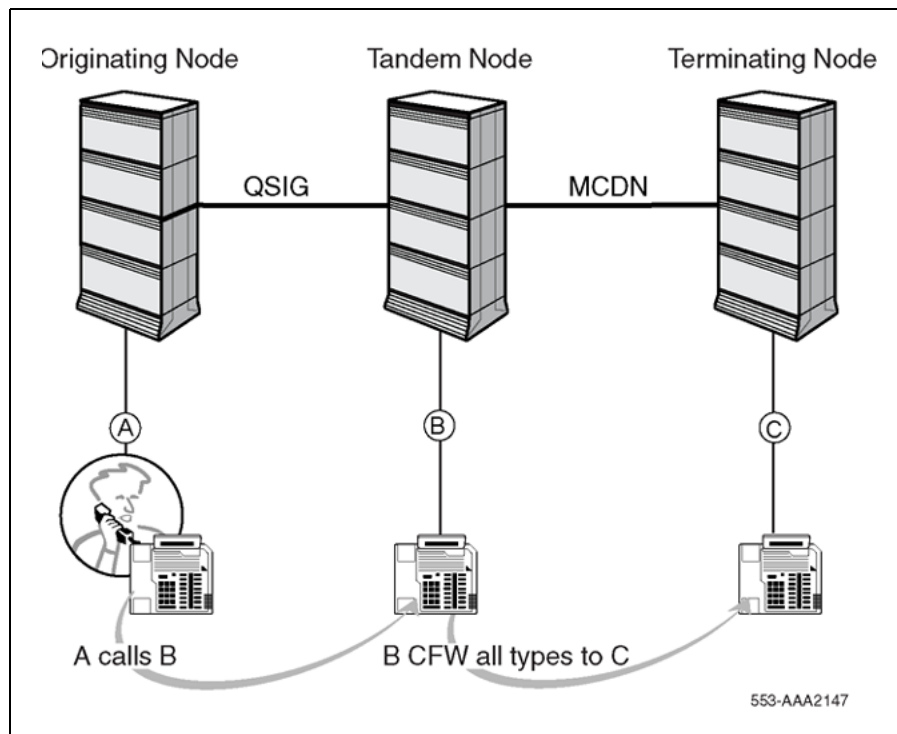 Originating Node
Tandem Node
Terminating Node
QSIG
MCDN
A
B
C
A calls B
B CFW all types to C
553-AAA2147